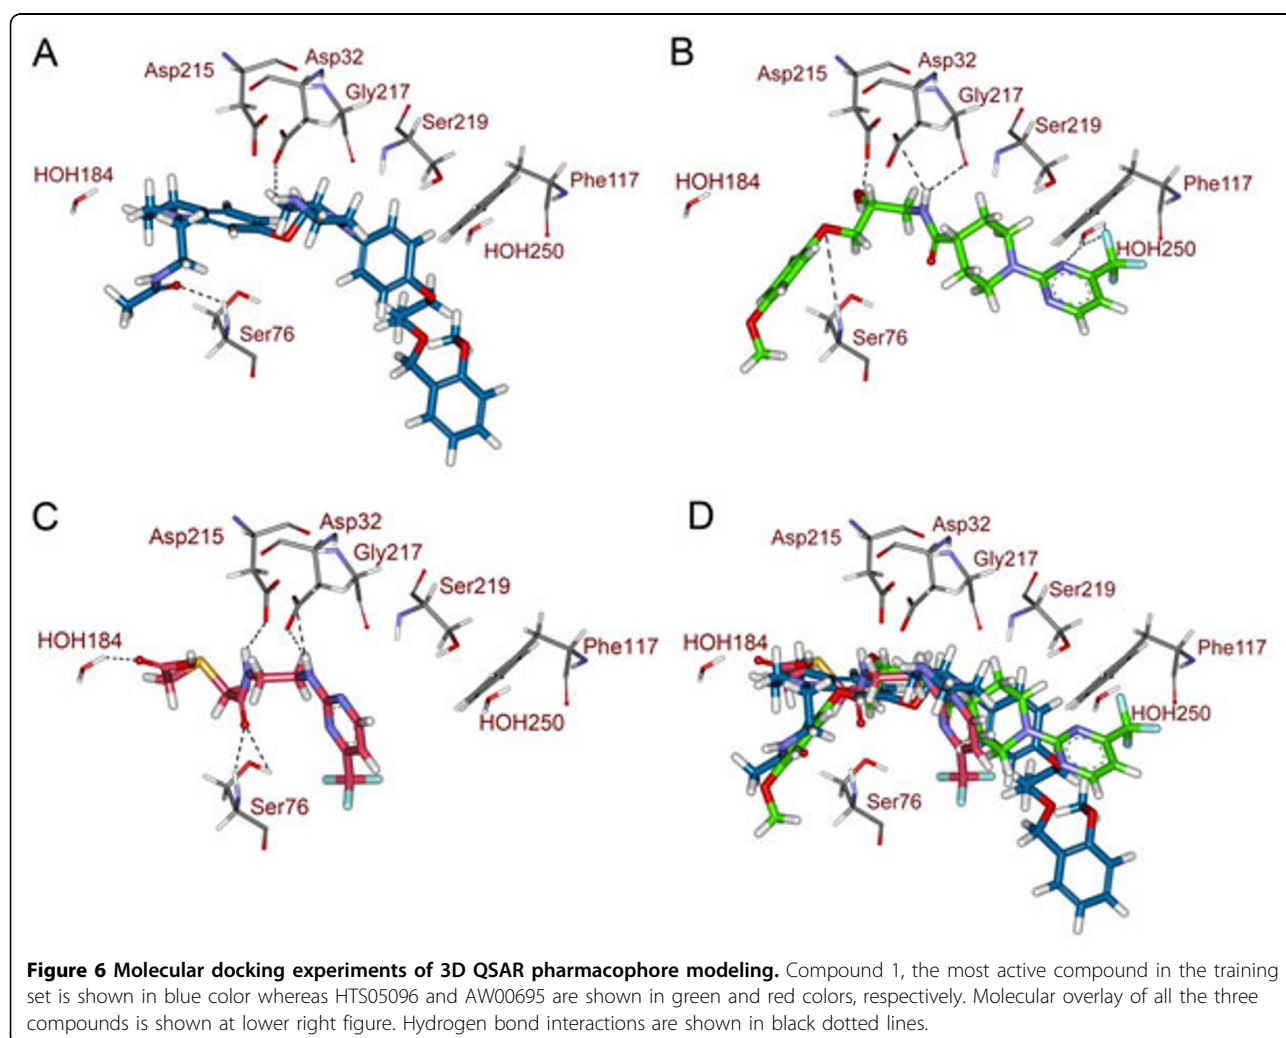 A
Asp32
Asp215
Gly217
Ser219
HOH184
Phe117
HOH250
Ser76
B
Asp32
Asp215
Gly217
Ser219
HOH184
Phe117
HOH250
Ser76
C
Asp32
Asp215
Gly217
Ser219
HOH184
Phe117
HOH250
Ser76
D
Asp32
Asp215
Gly217
Ser219
HOH184
Phe117
HOH250
Ser76
Figure 6 Molecular docking experiments of 3D QSAR pharmacophore modeling. Compound 1, the most active compound in the training
set is shown in blue color whereas HTS05096 and AW00695 are shown in green and red colors, respectively. Molecular overlay of all the three
compounds is shown at lower right figure. Hydrogen bond interactions are shown in black dotted lines.